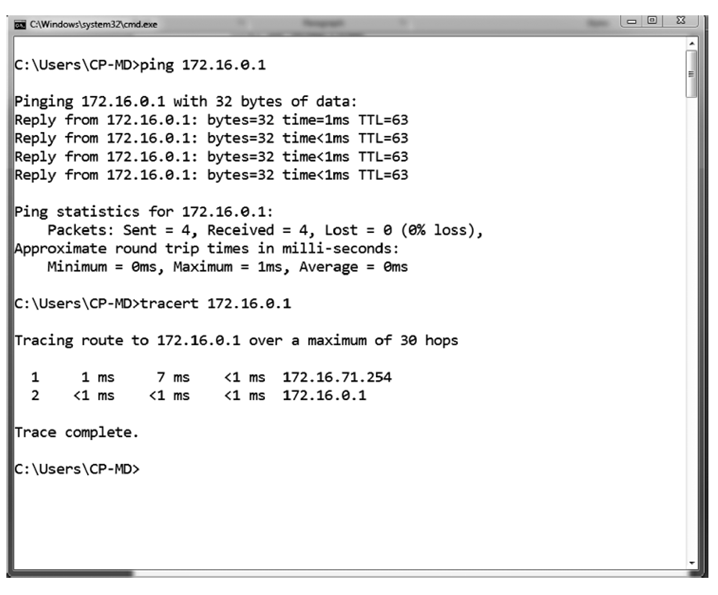 C:\Windows\system32\cmd.exe
C:\Users\CP-MD>ping 172.16.0.1
Pinging 172.16.0.1 with 32 bytes of data:
Reply from 172.16.0.1: bytes=32 time=1ms TTL=63
Reply from 172.16.0.1: bytes=32 time<1ms TTL=63
Reply from 172.16.0.1: bytes=32 time<1ms TTL=63
Reply from 172.16.0.1: bytes=32 time<1ms TTL=63
Ping statistics for 172.16.0.1:
    Packets: Sent = 4, Received = 4, Lost = 0 (0% loss),
Approximate round trip times in milli-seconds:
    Minimum = 0ms, Maximum = 1ms, Average = 0ms
C:\Users\CP-MD>tracert 172.16.0.1
Tracing route to 172.16.0.1 over a maximum of 30 hops
  1     1 ms     7 ms    <1 ms  172.16.71.254
  2    <1 ms    <1 ms    <1 ms  172.16.0.1
Trace complete.
C:\Users\CP-MD>